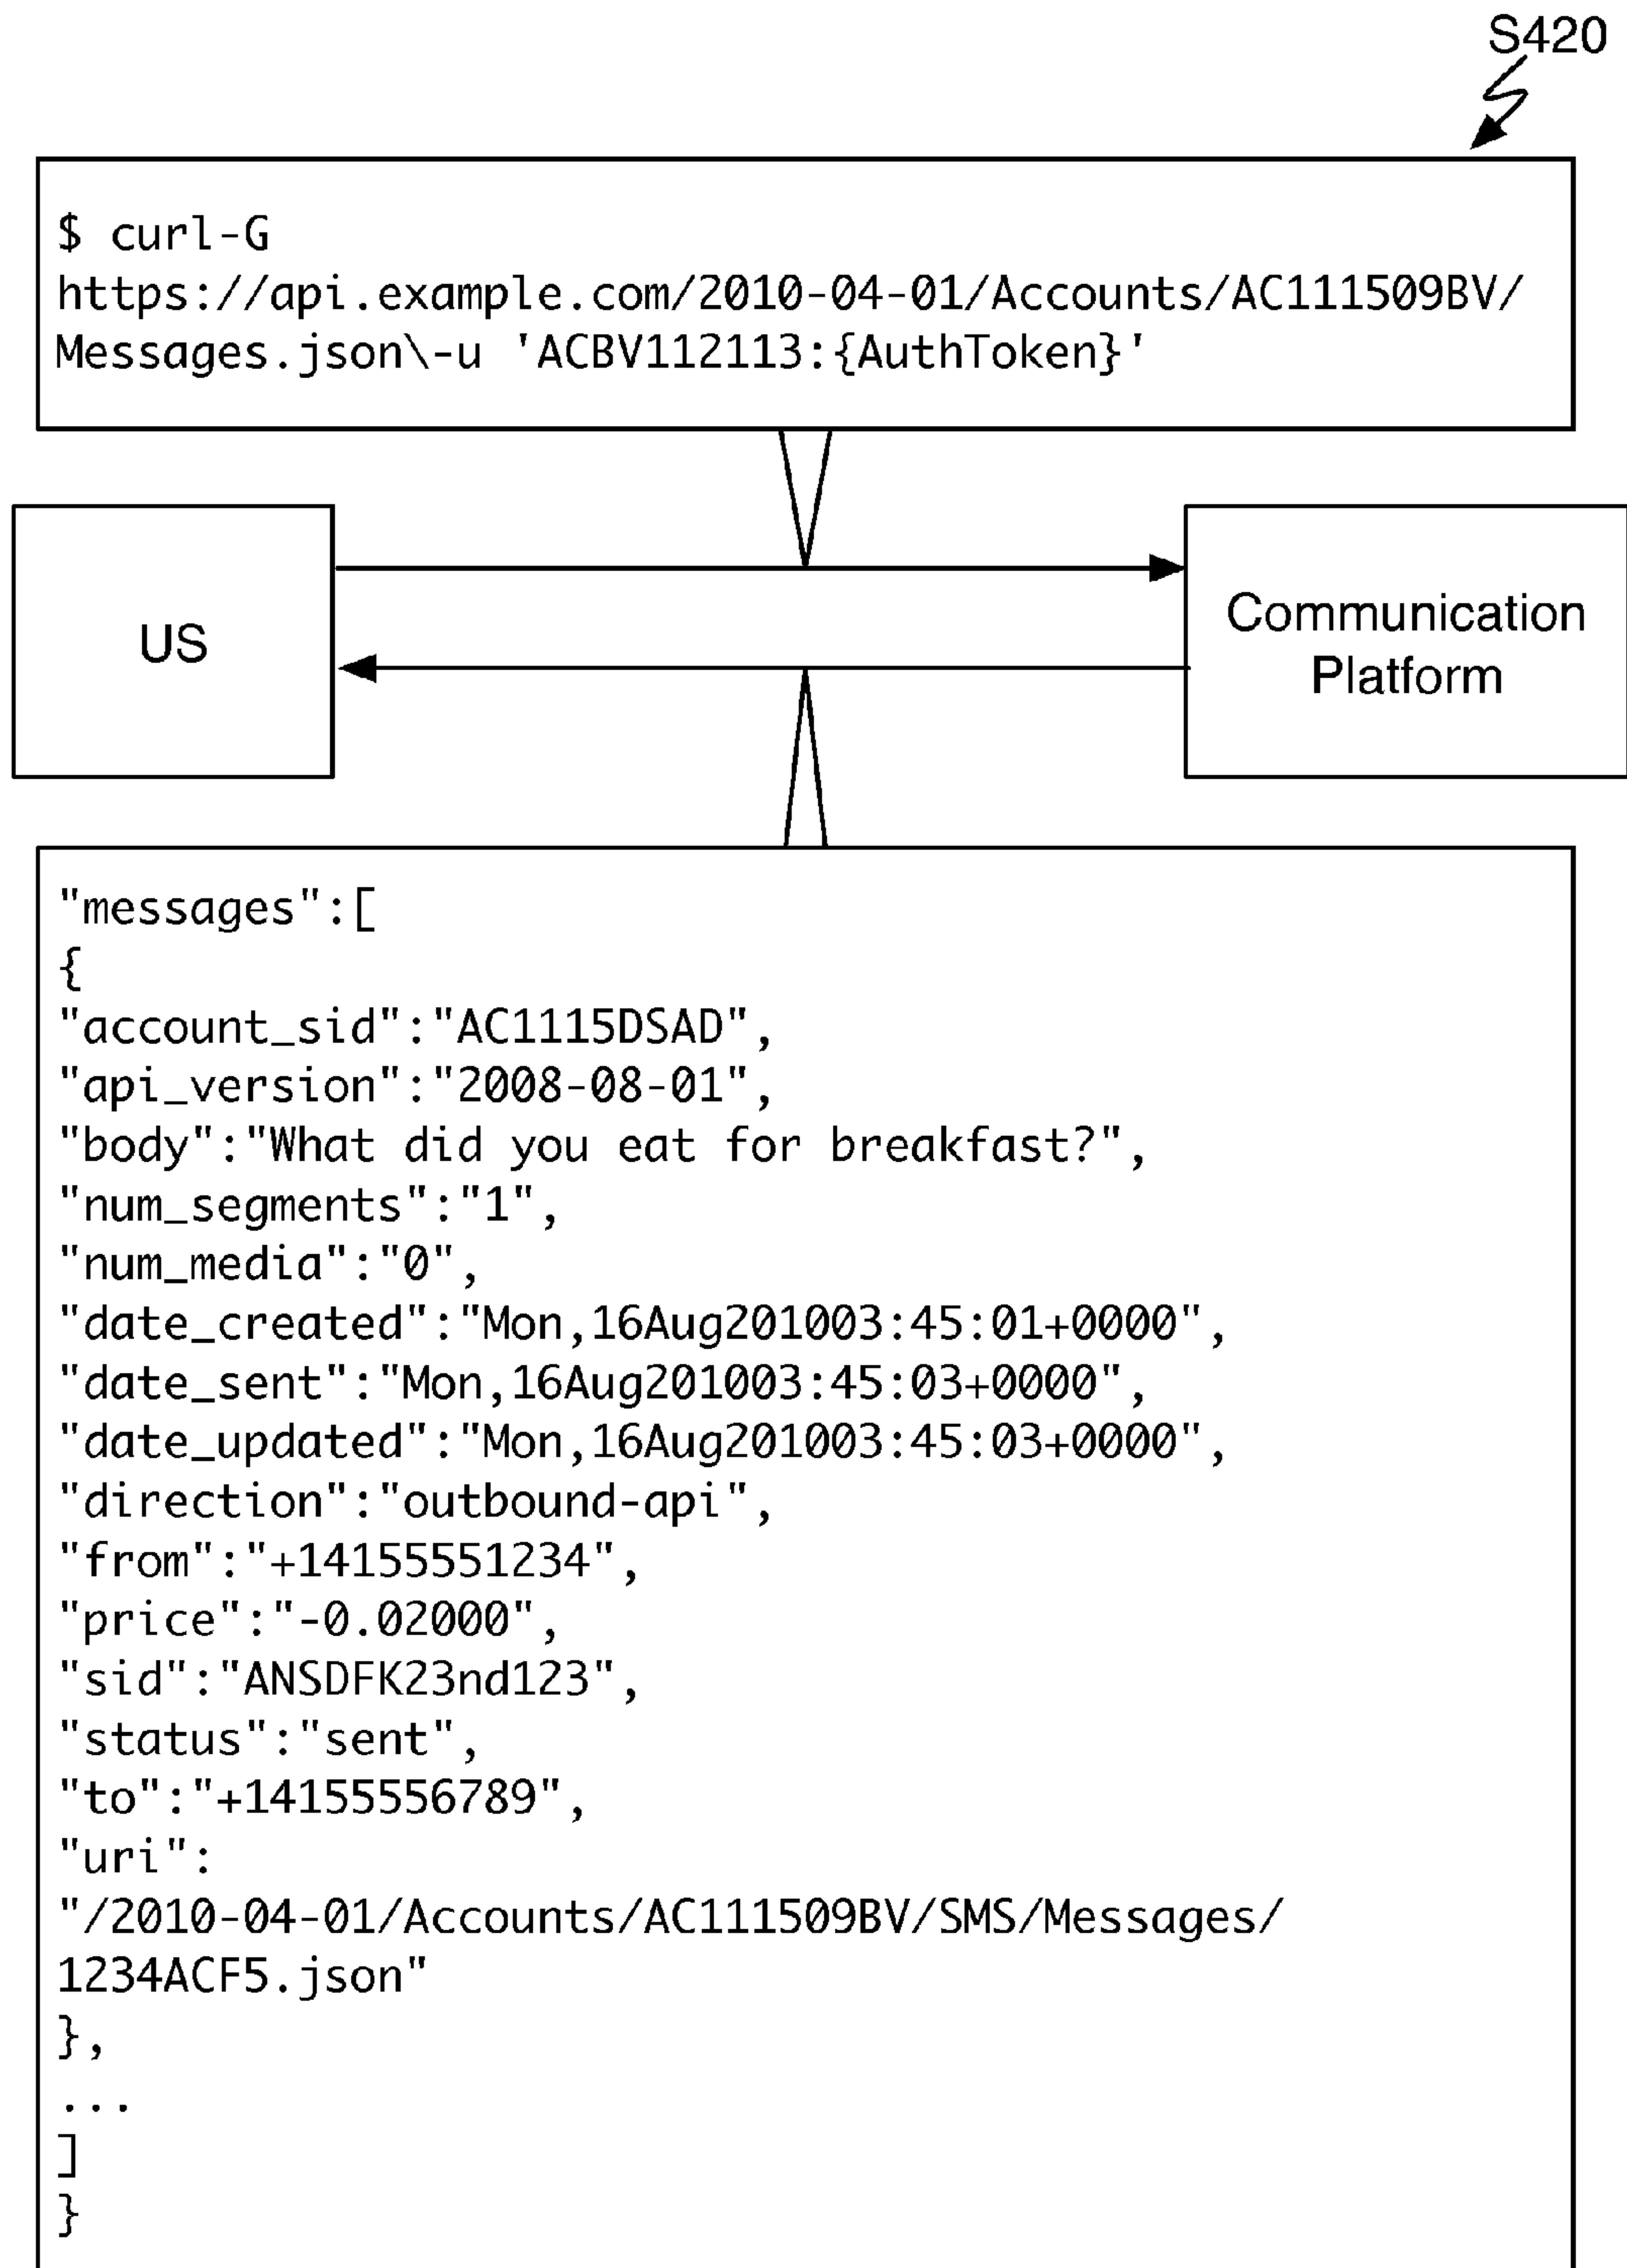 S420
$ curl-G
https://api.example.com/2010-04-01/Accounts/AC111509BV/
Messages.json\-u 'ACBV112113:{AuthToken}'
US
Communication
Platform
"messages":[
{
"account_sid":"AC1115DSAD",
"api_version":"2008-08-01",
"body":"What did you eat for breakfast?",
"num_segments":"1",
"num_media":"0",
"date_created":"Mon,16Aug201003:45:01+0000",
"date_sent":"Mon,16Aug201003:45:03+0000",
"date_updated":"Mon,16Aug201003:45:03+0000",
"direction":"outbound-api",
"from":"+14155551234",
"price":"-0.02000",
"sid":"ANSDFK23nd123",
"status":"sent",
"to":"+14155556789",
"uri":
"/2010-04-01/Accounts/AC111509BV/SMS/Messages/
1234ACF5.json"
},
...
]
}